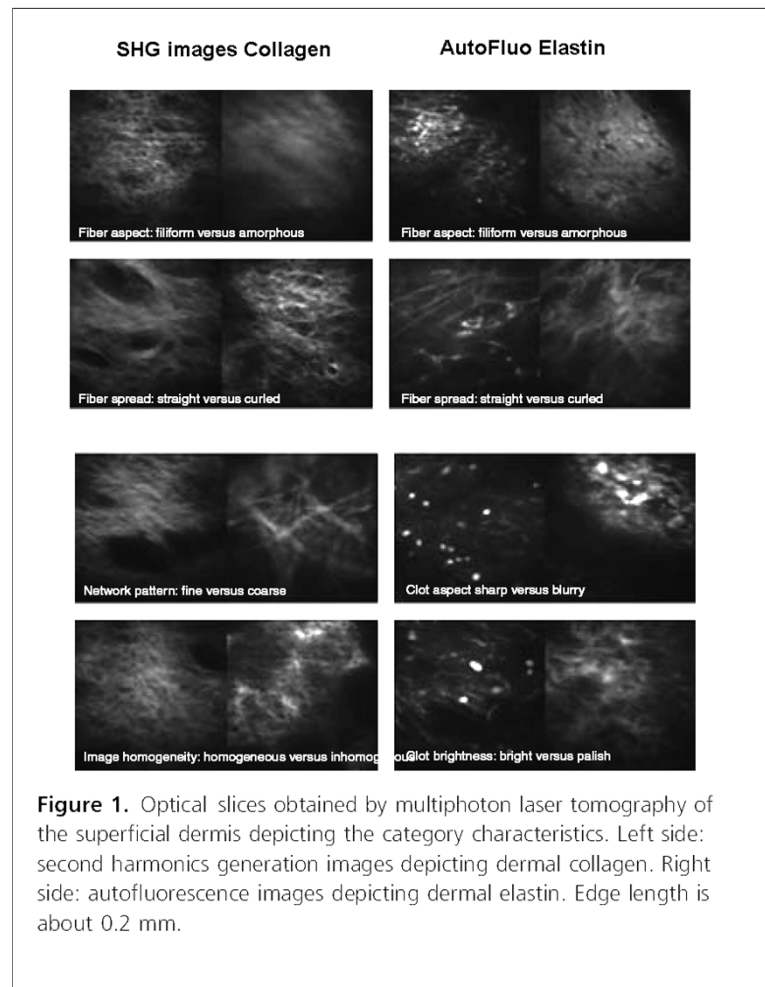 SHG images Collagen
AutoFluo Elastin
Fiber aspect: filiform versus amorphous
Fiber aspect: filiform versus amorphous
Fiber spread: straight versus curled
Fiber spread: straight versus curled
Network pattern: fine versus coarse
Clot aspect sharp versus blurry
Image homogeneity: homogeneous versus inhomogenous
Clot brightness: bright versus palish
Figure 1. Optical slices obtained by multiphoton laser tomography of
the superficial dermis depicting the category characteristics. Left side:
second harmonics generation images depicting dermal collagen. Right
side: autofluorescence images depicting dermal elastin. Edge length is
about 0.2 mm.